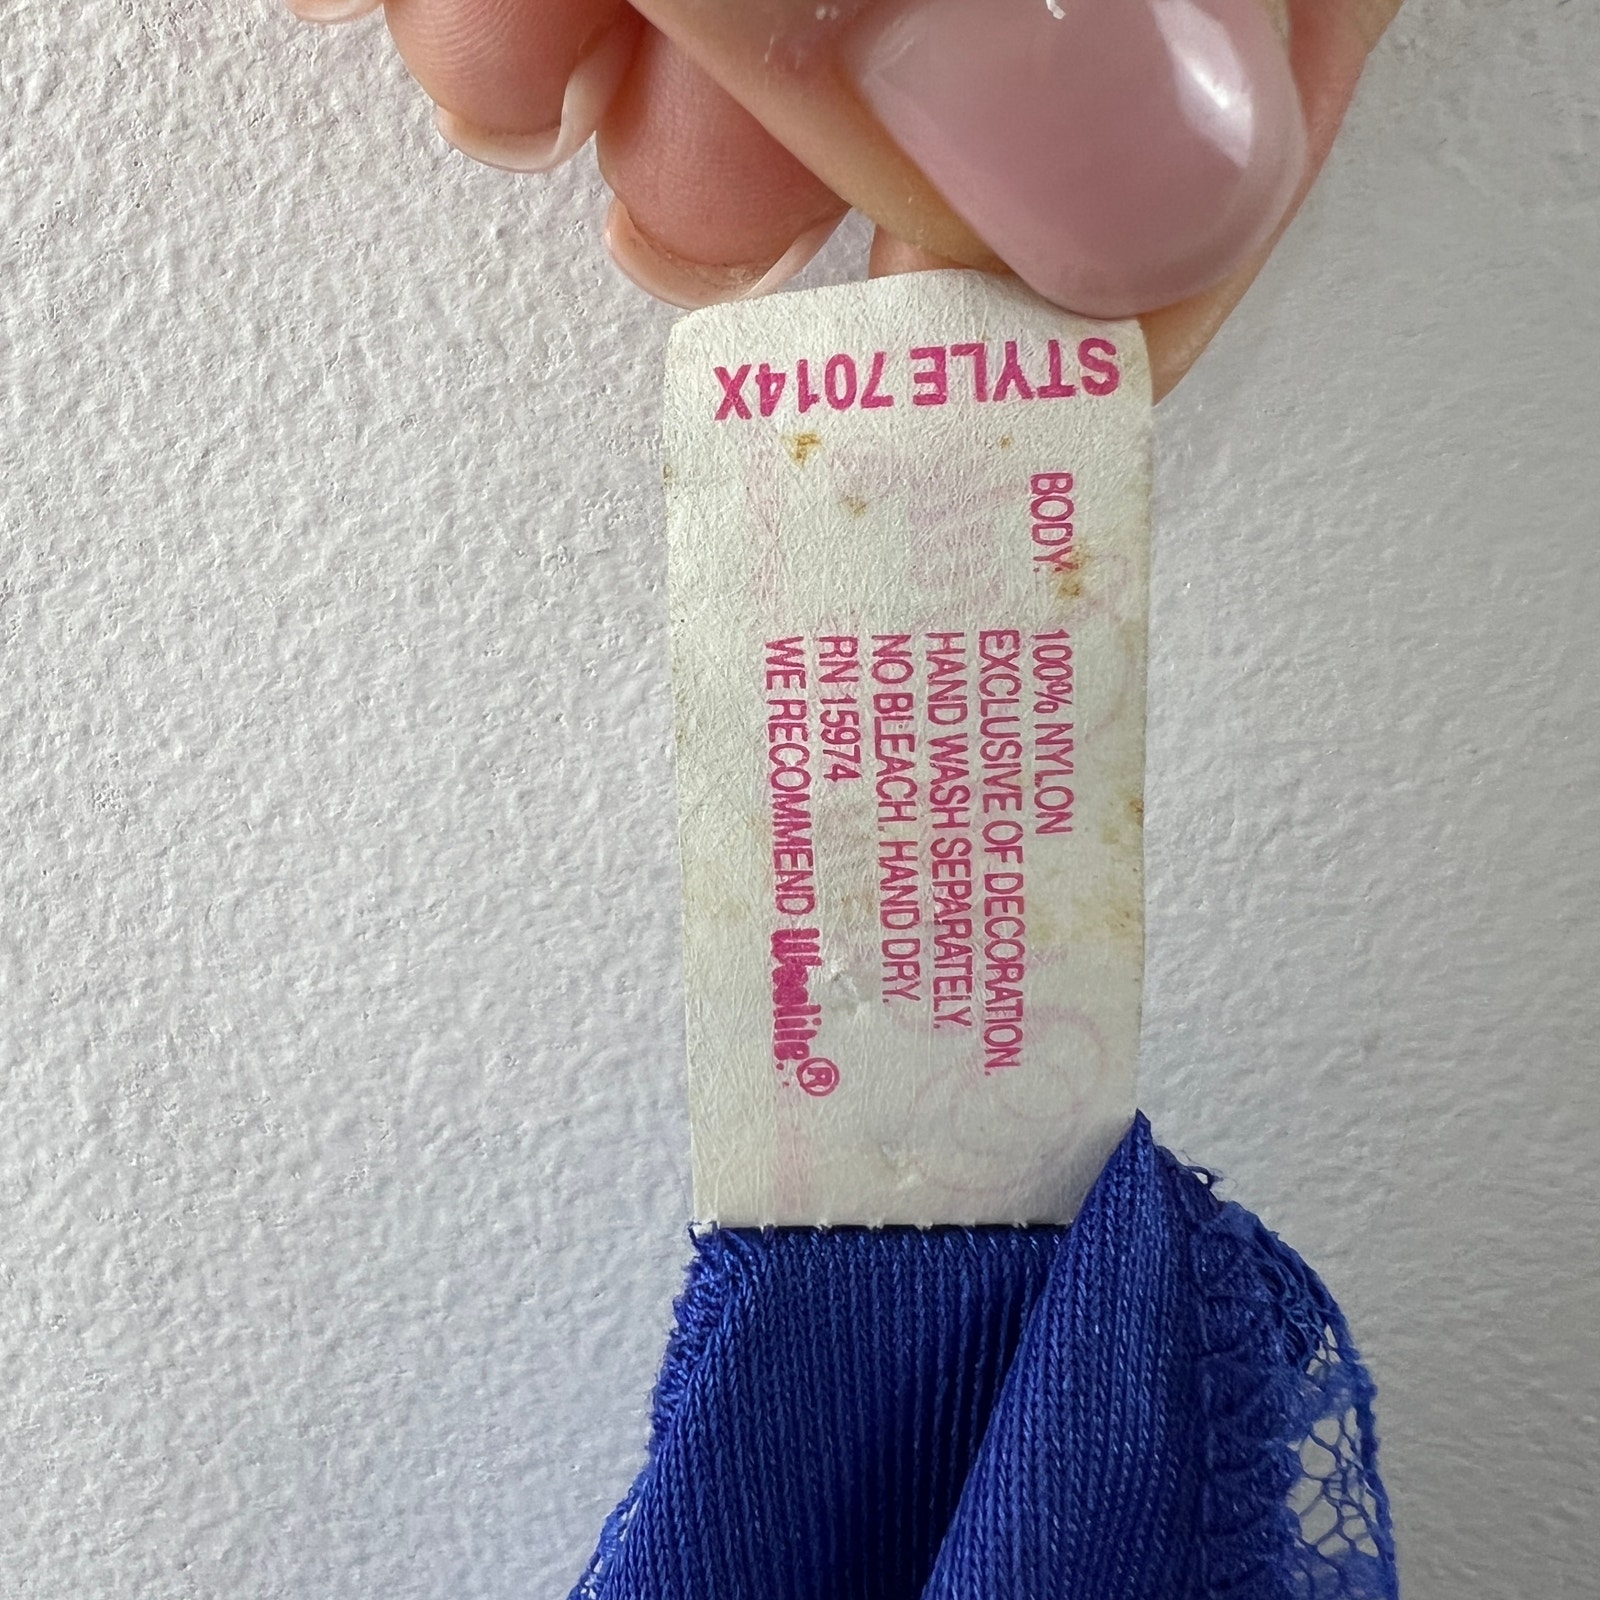 STYLE 7014X
BODY: 100% NYLON
EXCLUSIVE OF DECORATION.
HAND WASH SEPARATELY.
NO BLEACH. HAND DRY.
RN 15974
WE RECOMMEND Woolite®